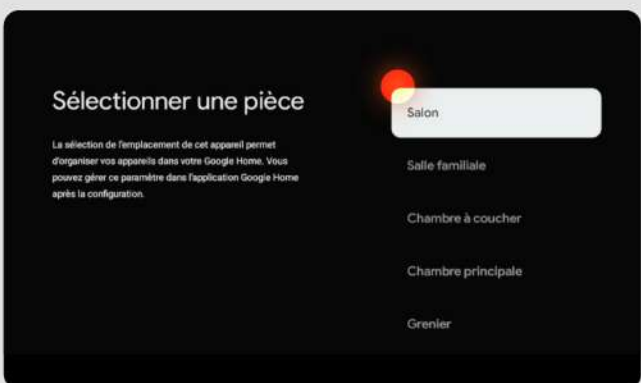 Sélectionner une pièce
La sélection de l'emplacement de cet appareil permet
d'organiser vos appareils dans votre Google Home. Vous
pouvez gérer ce paramètre dans l'application Google Home
après la configuration.
Salon
Salle familiale
Chambre à coucher
Chambre principale
Grenier